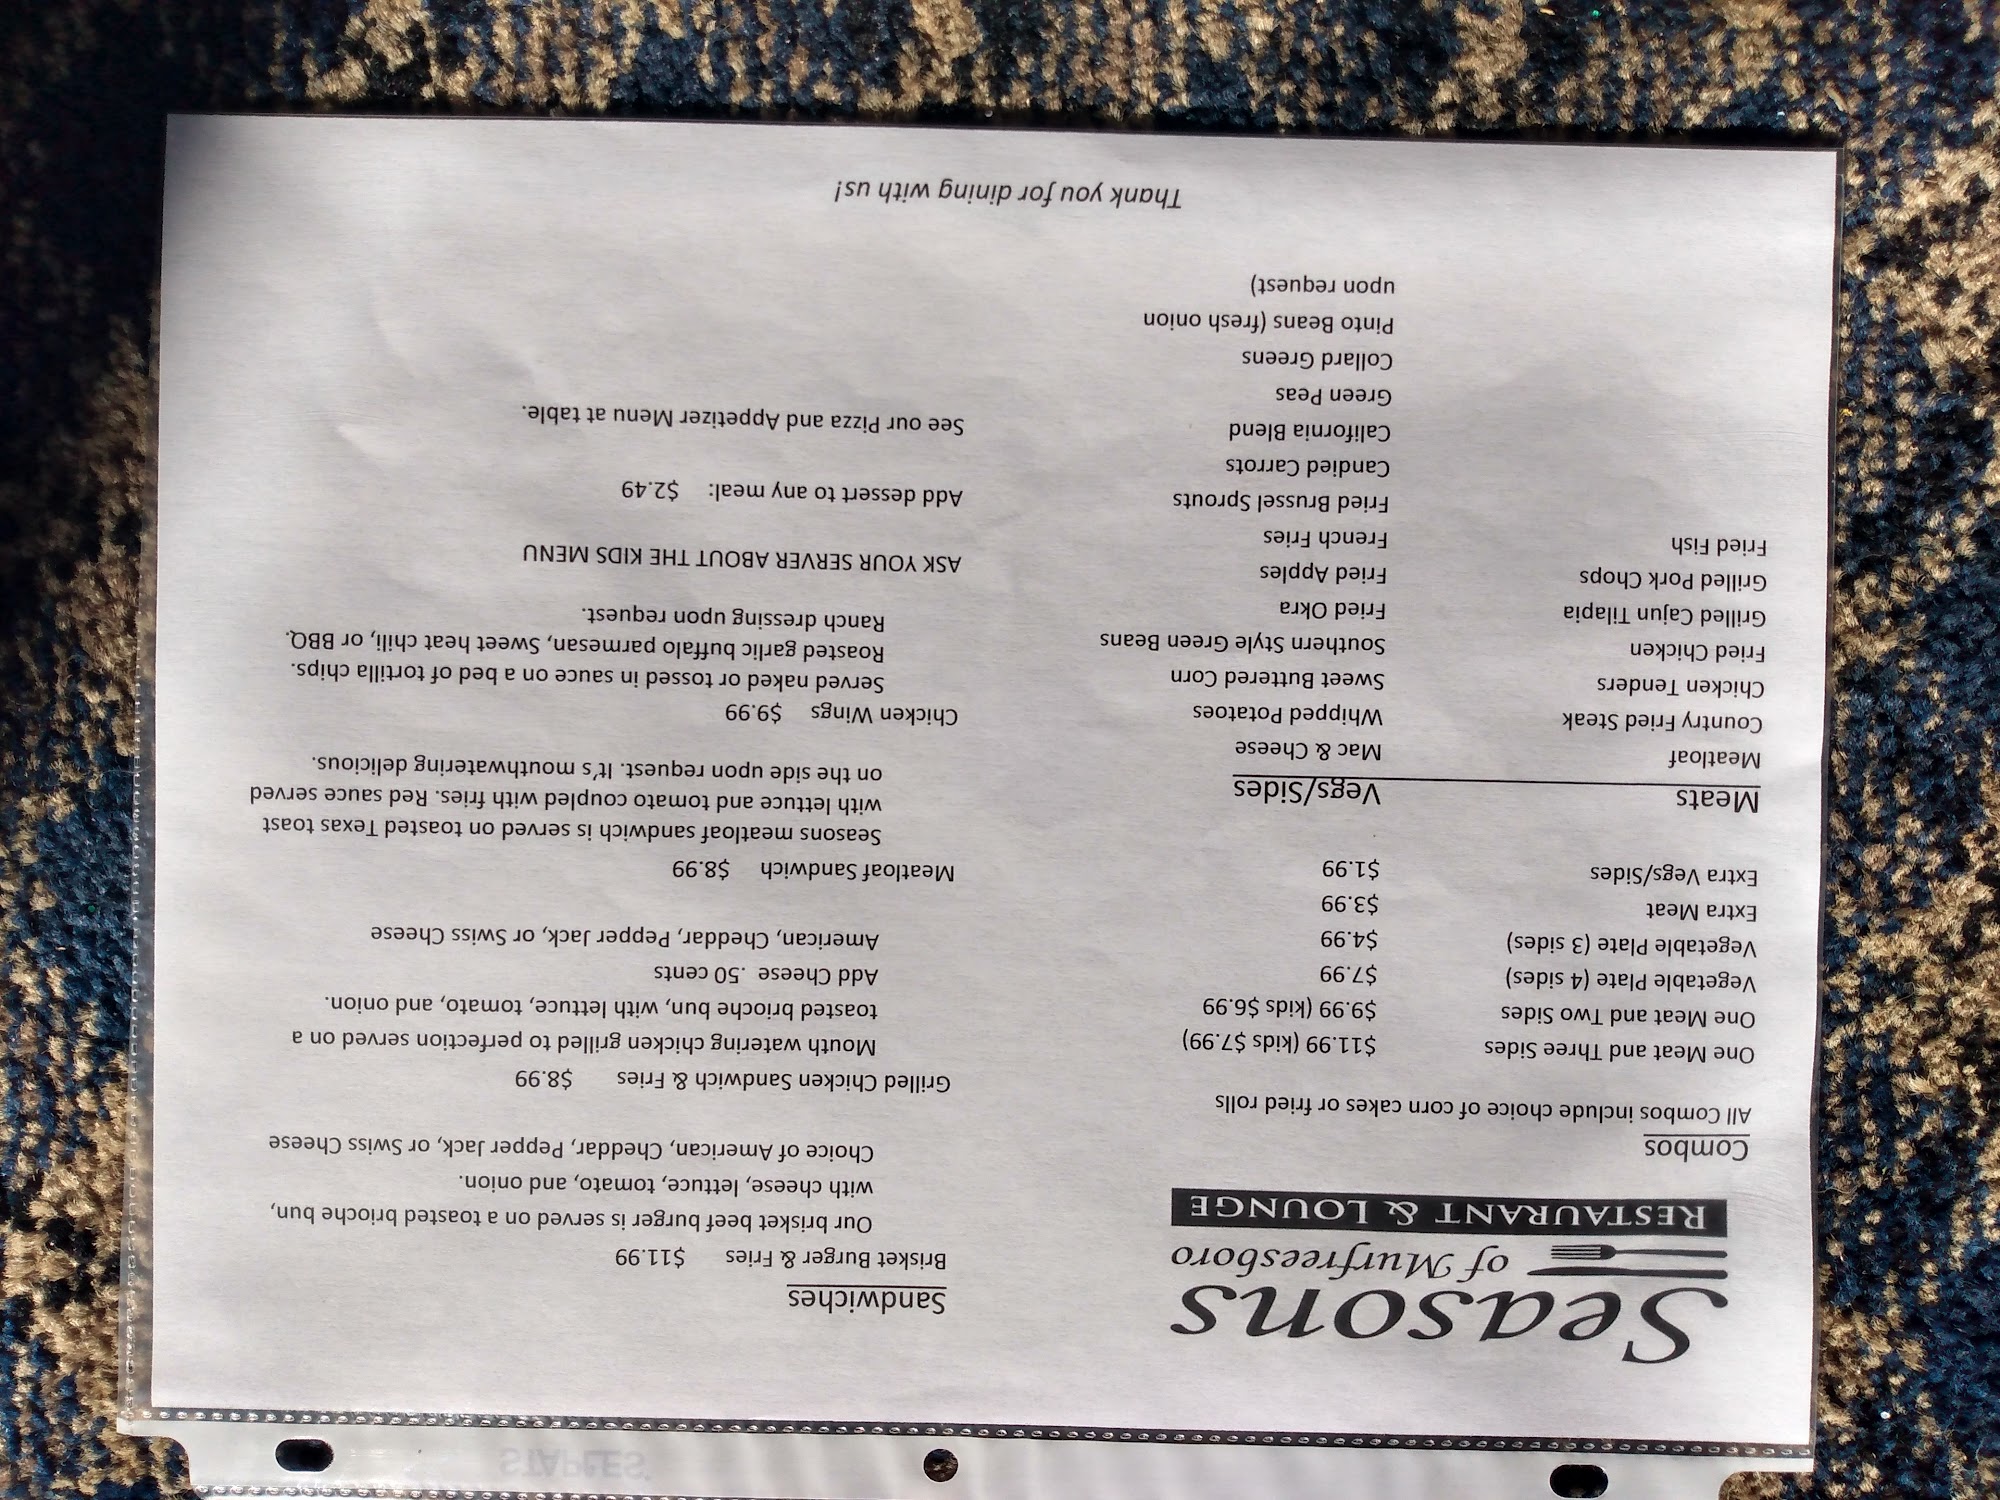 Seasons
of Murfreesboro
RESTAURANT & LOUNGE
Combos
All Combos include choice of corn cakes or fried rolls
One Meat and Three Sides $11.99 (kids $7.99)
One Meat and Two Sides $9.99 (kids $6.99
Vegetable Plate (4 sides) $7.99
Vegetable Plate (3 sides) $4.99
Extra Meat $3.99
Extra Vegs/Sides $1.99
Meats Vegs/Sides
Meatloaf Mac & Cheese
Country Fried Steak Whipped Potatoes
Chicken Tenders Sweet Buttered Corn
Fried Chicken Southern Style Green Beans
Grilled Cajun Tilapia Fried Okra
Grilled Pork Chops Fried Apples
Fried Fish French Fries
Fried Brussel Sprouts
Candied Carrots
California Blend
Green Peas
Collard Greens
Pinto Beans (fresh onion
upon request)
Sandwiches
Brisket Burger & Fries $11.99
Our brisket beef burger is served on a toasted brioche bun,
with cheese, lettuce, tomato, and onion.
Choice of American, Cheddar, Pepper Jack, or Swiss Cheese
Grilled Chicken Sandwich & Fries $8.99
Mouth watering chicken grilled to perfection served on a
toasted brioche bun, with lettuce, tomato, and onion.
Add Cheese .50 cents
American, Cheddar, Pepper Jack, or Swiss Cheese
Meatloaf Sandwich $8.99
Seasons meatloaf sandwich is served on toasted Texas toast
with lettuce and tomato coupled with fries. Red sauce served
on the side upon request. It's mouthwatering delicious.
Chicken Wings $9.99
Served naked or tossed in sauce on a bed of tortilla chips.
Roasted garlic buffalo parmesan, Sweet heat chili, or BBQ.
Ranch dressing upon request.
ASK YOUR SERVER ABOUT THE KIDS MENU
Add dessert to any meal: $2.49
See our Pizza and Appetizer Menu at table.
Thank you for dining with us!
STAPLES